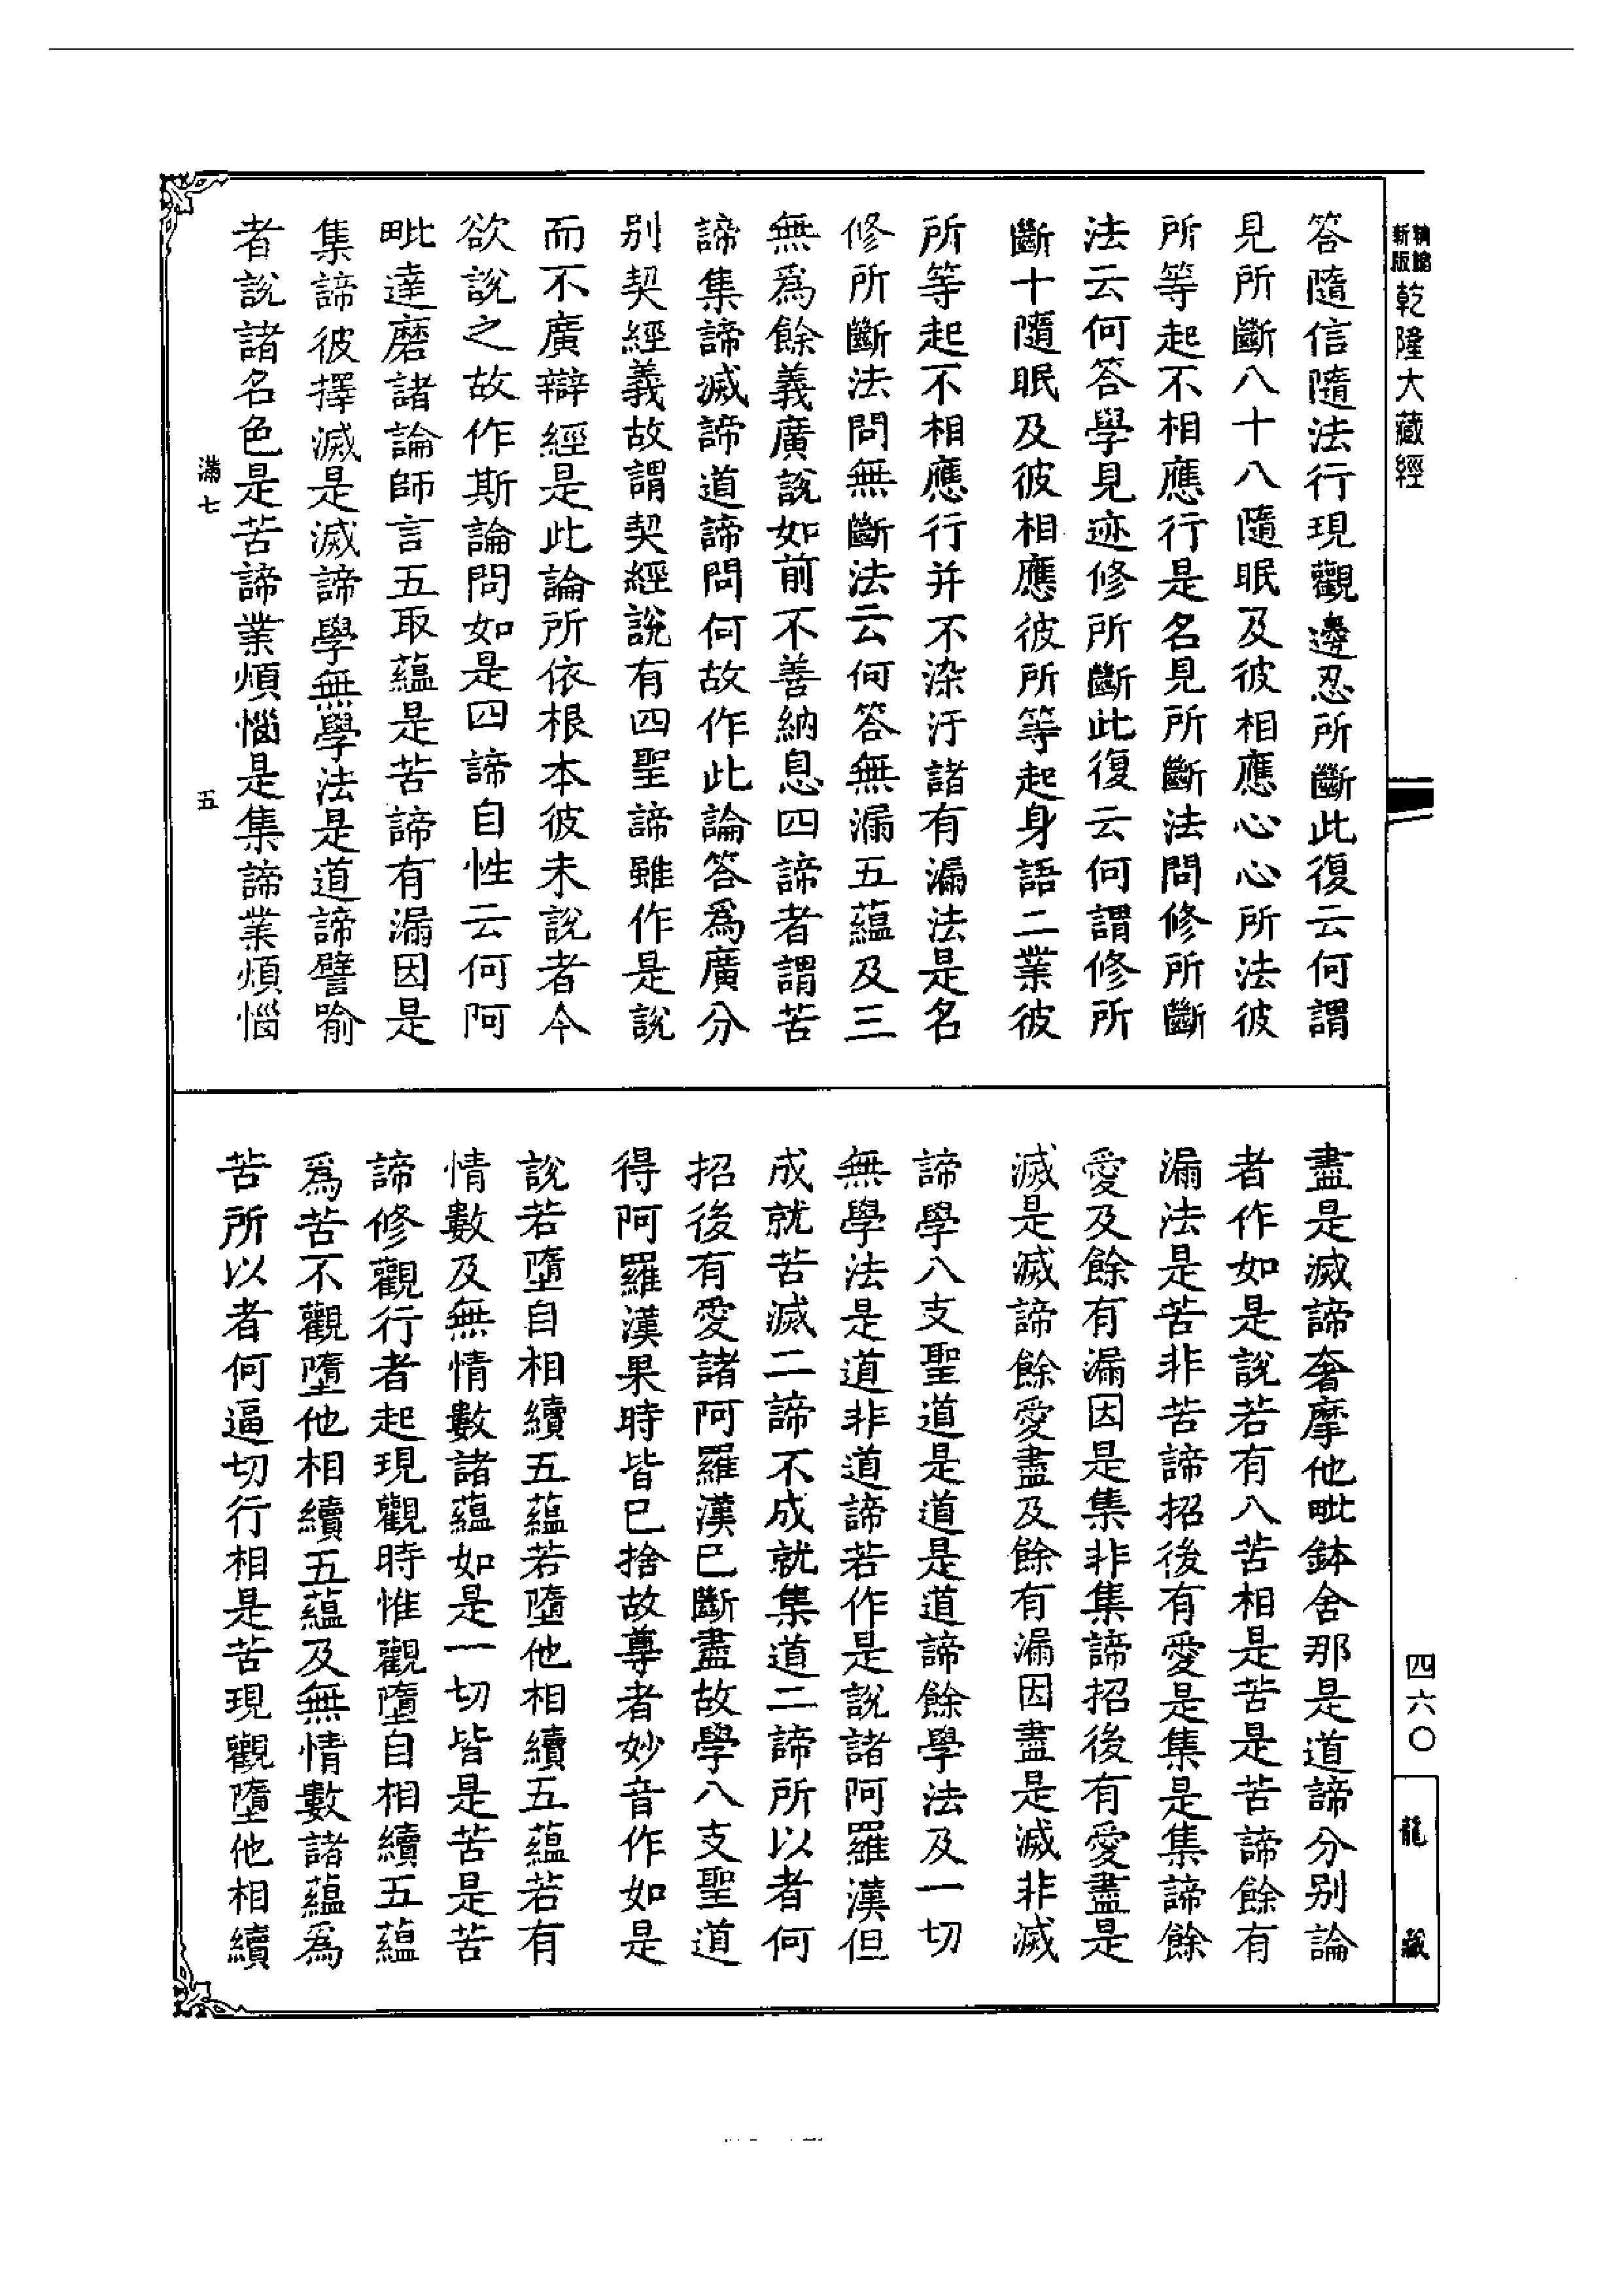 新版
乾隆大藏經
答隨信隨法行現觀邊忍所斷此復云何謂
見所斷八十八隨眠及彼相應心心所法彼
所等起不相應行是名見所斷法問修所斷
法云何答學見迹修所斷此復云何謂修所
斷十隨眠及彼相應彼所等起身語二業彼
所等起不相應行并不染汙諸有漏法是名
修所斷法問無斷法云何答無漏五蘊及三
無爲餘義廣說如前不善納息四諦者謂苦
諦集諦滅諦道諦問何故作此論答爲廣分
别契經義故謂契經說有四聖諦雖作是說
而不廣辯經是此論所依根本彼未說者今
欲說之故作斯論問如是四諦自性云何阿
毗達磨諸論師言五取蘊是苦諦有漏因是
集諦彼擇滅是滅諦學無學法是道諦譬喻
者說諸名色是苦諦業煩惱是集諦業煩惱
滿七
五
盡是滅諦奢摩他毗鉢舍那是道諦分别論
者作如是說若有八苦相是苦是苦諦餘有
漏法是苦非苦諦招後有愛是集是集諦餘
愛及餘有漏因是集非集諦招後有愛盡是
滅是滅諦餘愛盡及餘有漏因盡是滅非滅
諦學八支聖道是道是道諦餘學法及一切
無學法是道非道諦若作是說諸阿羅漢但
成就苦滅二諦不成就集道二諦所以者何
招後有愛諸阿羅漢已斷盡故學八支聖道
得阿羅漢果時皆已捨故尊者妙音作如是
說若墮自相續五蘊若墮他相續五蘊若有
情數及無情數諸蘊如是一切皆是苦是苦
諦修觀行者起現觀時惟觀墮自相續五蘊
爲苦不觀墮他相續五蘊及無情數諸蘊爲
苦所以者何逼切行相是苦現觀墮他相續
四六〇
龍藏